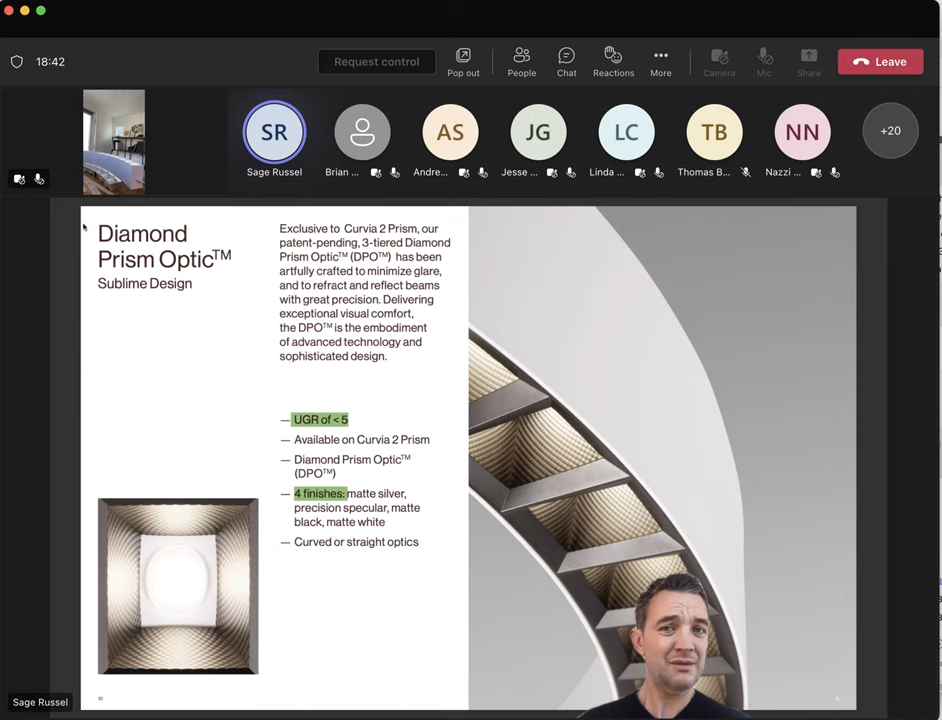 18:42
Request control
Pop out
People
Chat
Reactions
More
Camera
Mic
Share
Leave
SR
AS
JG
LC
TB
NN
+20
Sage Russel
Brian ...
Andre...
Jesse ...
Linda ...
Thomas B...
Nazzi ...
Diamond
Prism Optic™
Sublime Design
Exclusive to Curvia 2 Prism, our
patent-pending, 3-tiered Diamond
Prism Optic™ (DPO™) has been
artfully crafted to minimize glare,
and to refract and reflect beams
with great precision. Delivering
exceptional visual comfort,
the DPO™ is the embodiment
of advanced technology and
sophisticated design.
— UGR of < 5
— Available on Curvia 2 Prism
— Diamond Prism Optic™
(DPO™)
— 4 finishes: matte silver,
precision specular, matte
black, matte white
— Curved or straight optics
10
Sage Russel